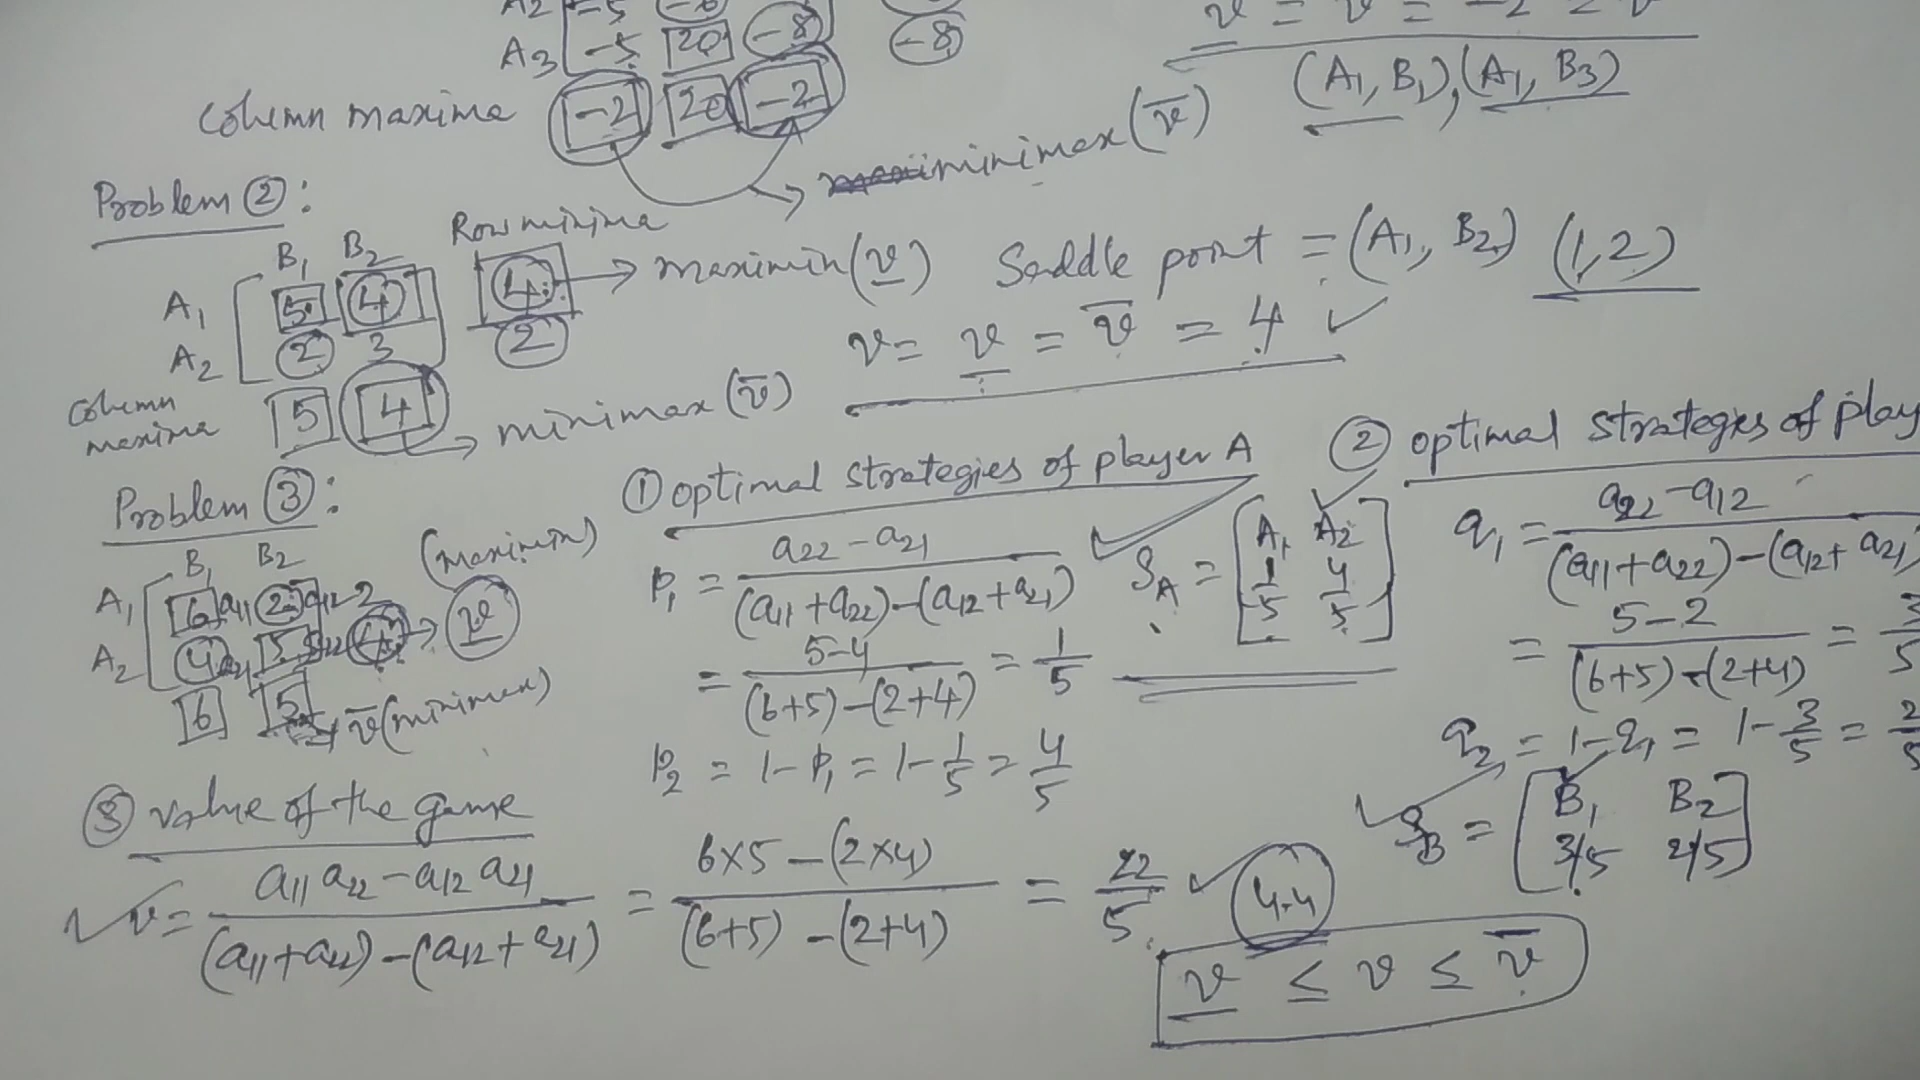 A2 -5
A3 -5 20 -8 -8
v = v̄ = -2 = v
(A1, B1), (A1, B3)
Column maxima -2 20 -2
minimax (v̄)
Problem ②:
B1 B2 Row minima
A1 5 4 4 → maximin (v) Saddle point = (A1, B2) (1,2)
A2 2 3 2
v = v = v̄ = 4 ✓
Column maxima 5 4 → minimax (v̄)
Problem ③:
B1 B2 (maximin)
A1 6 a11 2 a12 2
A2 4 a21 5 a22 4 → v
6 5 → v̄ (minimax)
① optimal strategies of player A
p1 = a22 - a21 / (a11 + a22) - (a12 + a21)
= 5-4 / (6+5) - (2+4) = 1/5
p2 = 1 - p1 = 1 - 1/5 = 4/5
SA = [A1 A2
1/5 4/5]
② optimal strategies of play
q1 = a22 - a12 / (a11 + a22) - (a12 + a21)
= 5-2 / (6+5) - (2+4) = 3/5
q2 = 1 - q1 = 1 - 3/5 = 2/5
SB = [B1 B2
3/5 2/5]
③ value of the game
v = a11 a22 - a12 a21 / (a11 + a22) - (a12 + a21) = 6×5 - (2×4) / (6+5) - (2+4) = 22/5 ✓ 4.4
v ≤ v ≤ v̄